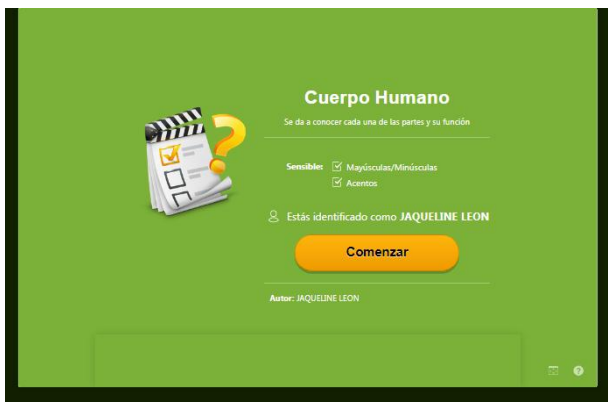 Cuerpo Humano
Se da a conocer cada una de las partes y su función
Sensible: Mayúsculas/Minúsculas
Acentos
Estás identificado como JAQUELINE LEON
Comenzar
Autor: JAQUELINE LEON